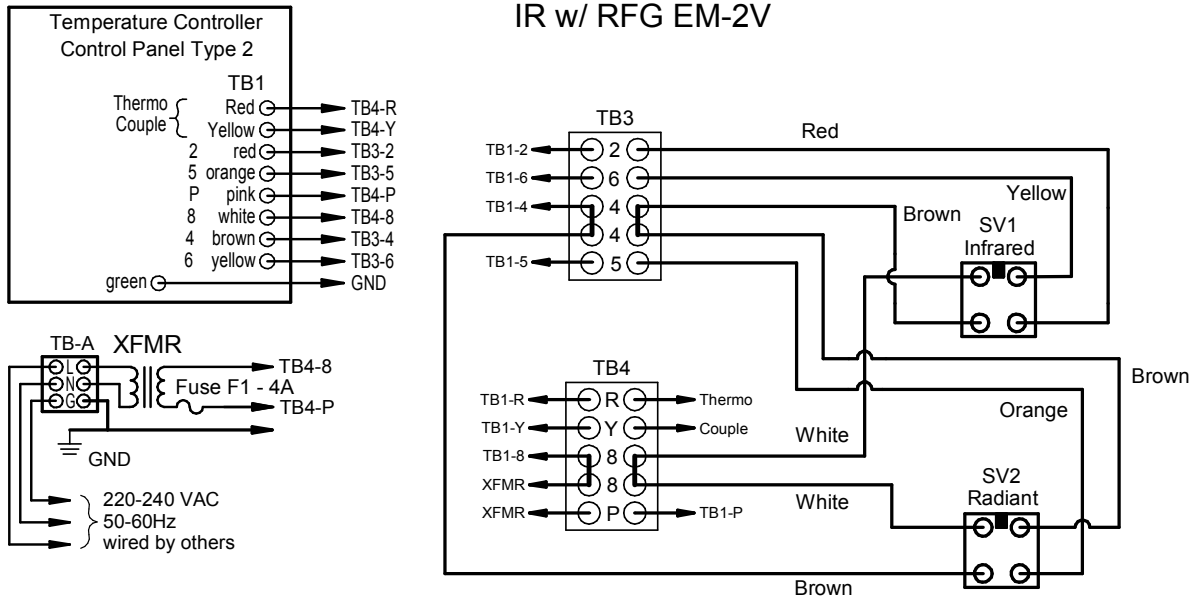 IR w/ RFG EM-2V
Temperature Controller
Control Panel Type 2
TB1
Thermo
Couple
Red TB4-R
Yellow TB4-Y
2 red TB3-2
5 orange TB3-5
P pink TB4-P
8 white TB4-8
4 brown TB3-4
6 yellow TB3-6
green GND
TB-A XFMR
L
N
G
TB4-8
Fuse F1 - 4A
TB4-P
GND
220-240 VAC
50-60Hz
wired by others
TB3
TB1-2 2
TB1-6 6
TB1-4 4
4
TB1-5 5
Red
Yellow
Brown
SV1
Infrared
TB4
TB1-R R Thermo
TB1-Y Y Couple
TB1-8 8
XFMR 8
XFMR P TB1-P
White
White
Brown
Orange
SV2
Radiant
Brown